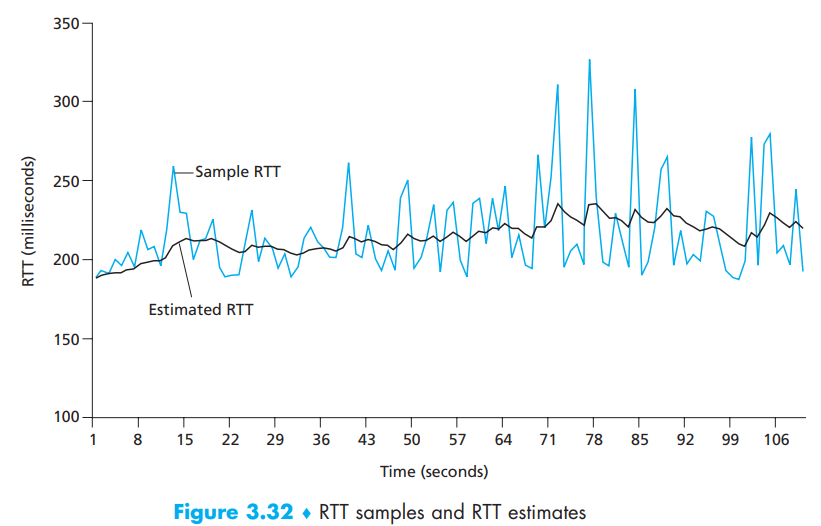 350
300
250
200
150
100
RTT (milliseconds)
Sample RTT
Estimated RTT
1 8 15 22 29 36 43 50 57 64 71 78 85 92 99 106
Time (seconds)
Figure 3.32 ♦ RTT samples and RTT estimates